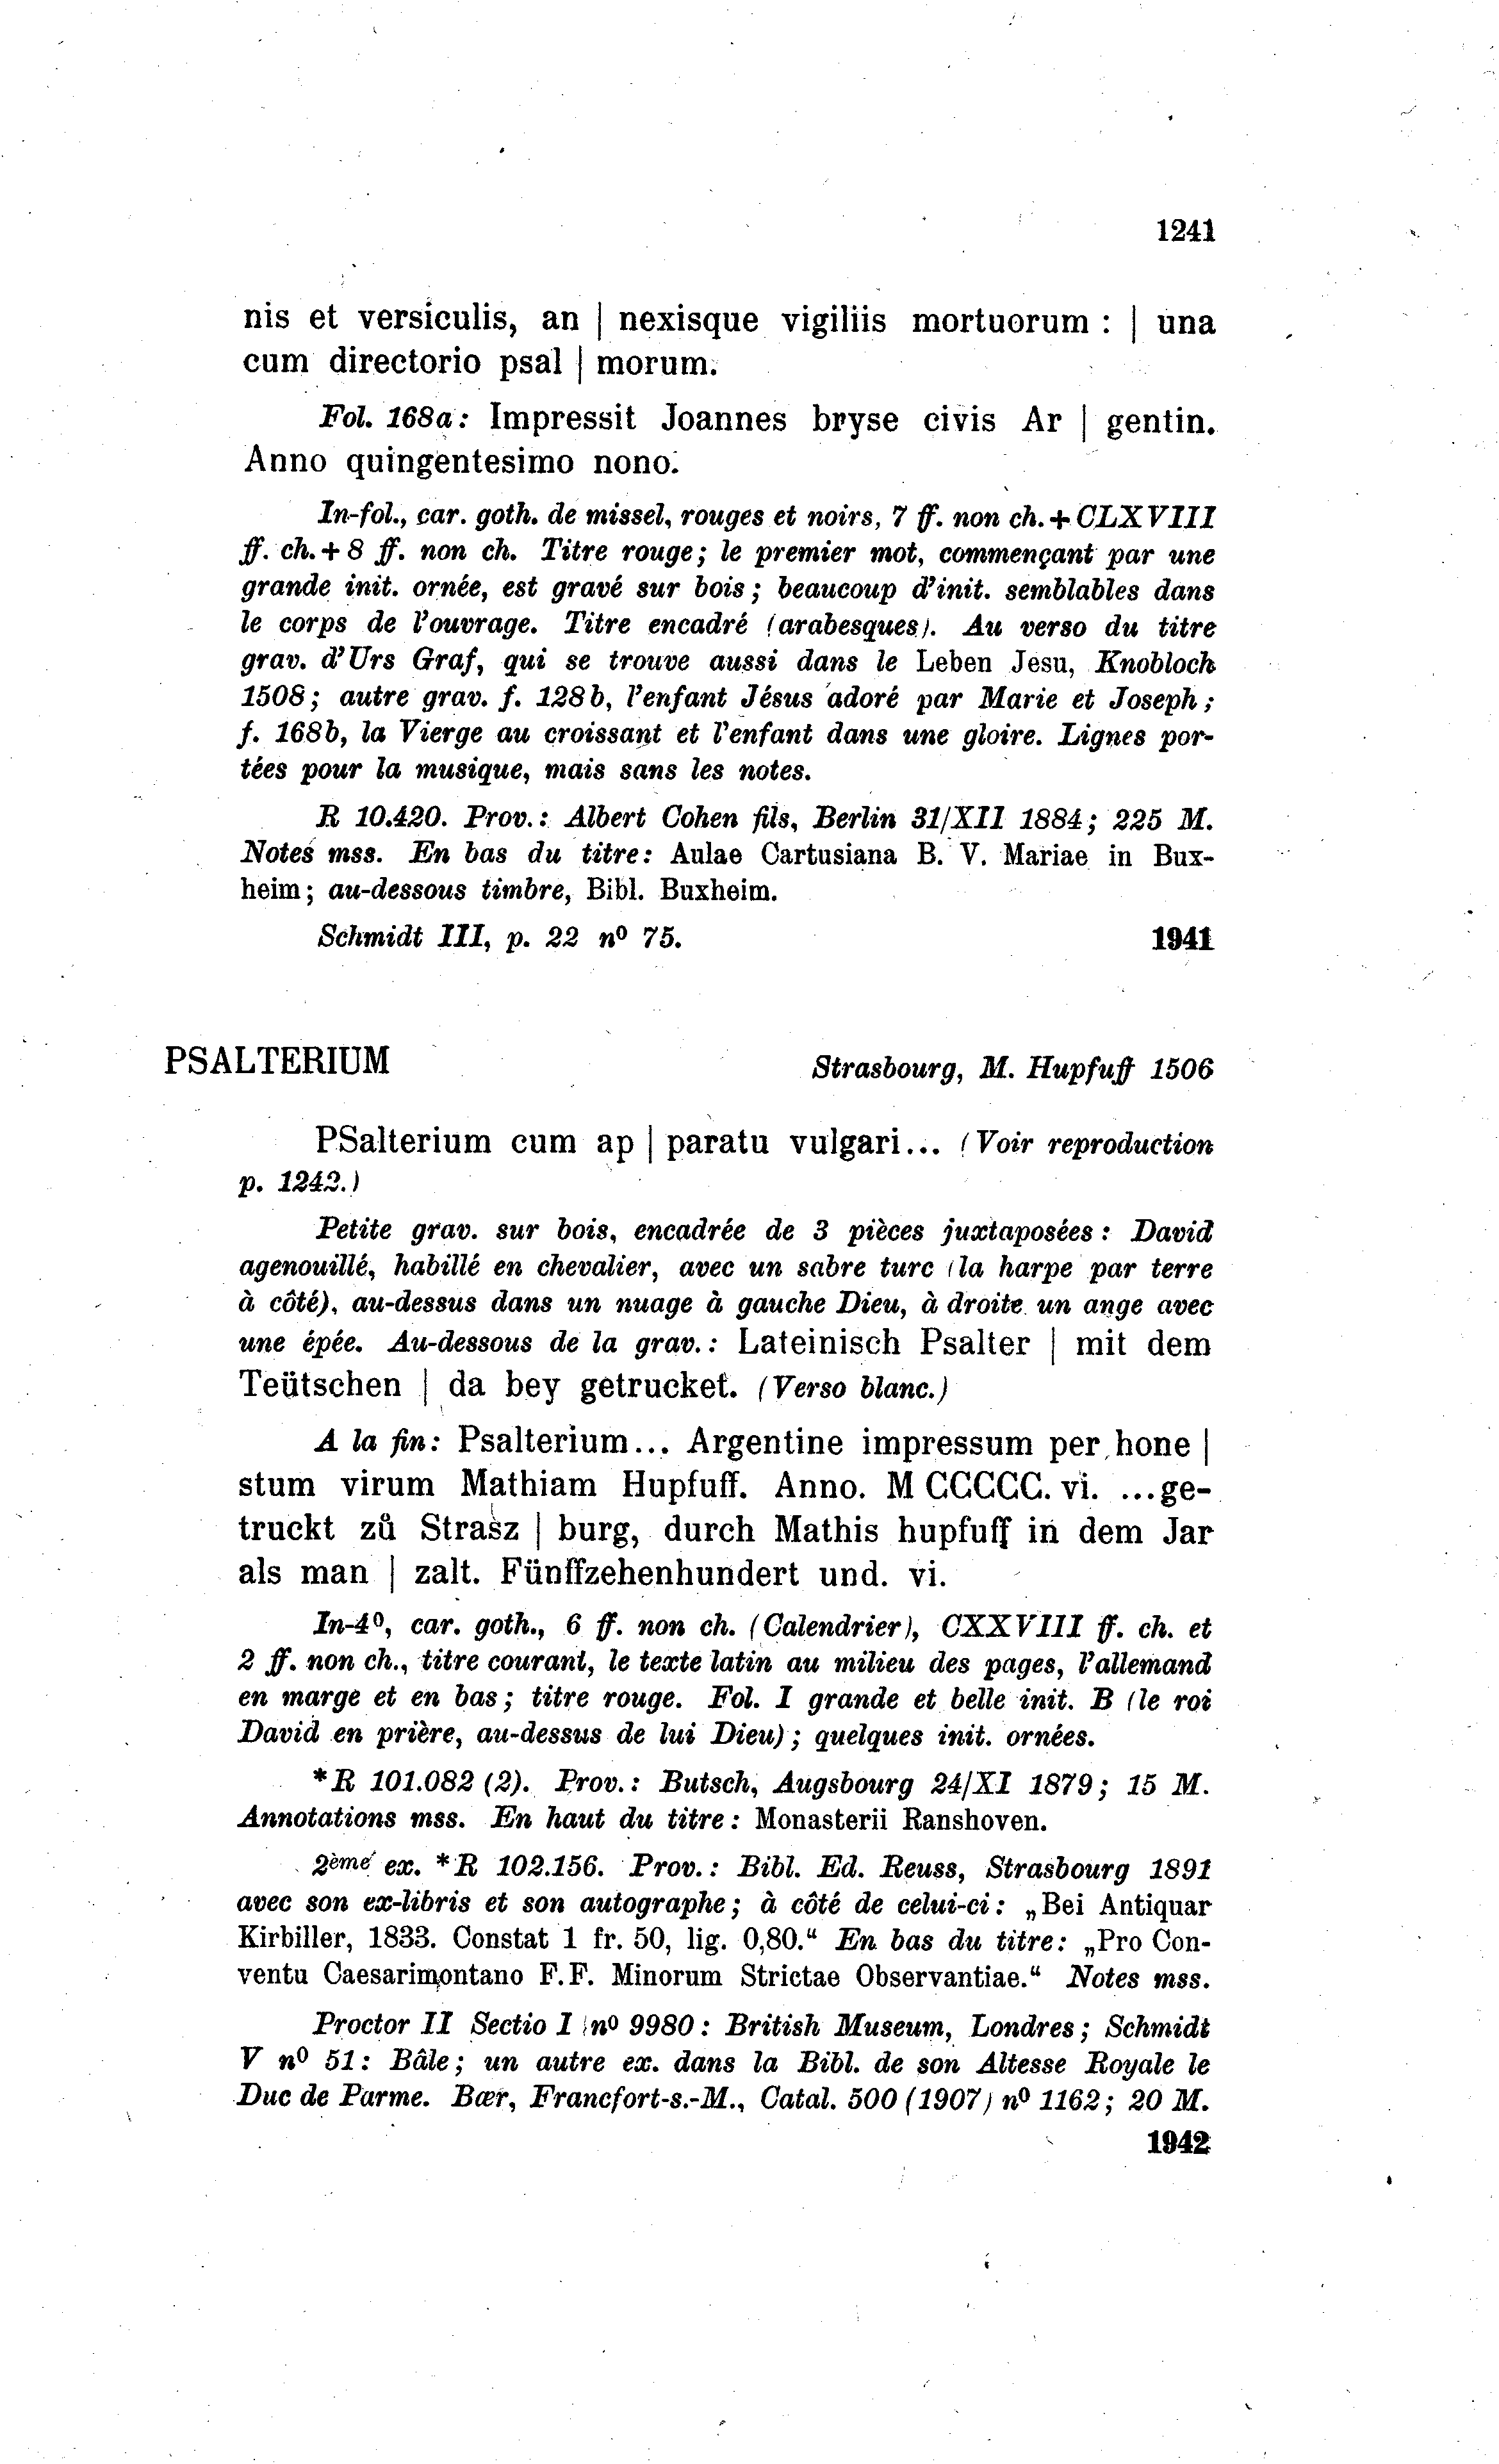 1241
nis et versiculis, an | nexisque vigiliis mortuorum : | una
cum directorio psal | morum.
Fol. 168a: Impressit Joannes bryse civis Ar | gentin.
Anno quingentesimo nono.
In-fol., car. goth. de missel, rouges et noirs, 7 ff. non ch. + CLXVIII
ff. ch. + 8 ff. non ch. Titre rouge; le premier mot, commençant par une
grande init. ornée, est gravé sur bois; beaucoup d'init. semblables dans
le corps de l'ouvrage. Titre encadré (arabesques). Au verso du titre
grav. d'Urs Graf, qui se trouve aussi dans le Leben Jesu, Knobloch
1508; autre grav. f. 128b, l'enfant Jésus adoré par Marie et Joseph;
f. 168b, la Vierge au croissant et l'enfant dans une gloire. Lignes por-
tées pour la musique, mais sans les notes.
R 10.420. Prov.: Albert Cohen fils, Berlin 31/XII 1884; 225 M.
Notes mss. En bas du titre: Aulae Cartusiana B. V. Mariae in Bux-
heim; au-dessous timbre, Bibl. Buxheim.
Schmidt III, p. 22 nº 75. 1941
PSALTERIUM Strasbourg, M. Hupfuff 1506
PSalterium cum ap | paratu vulgari... (Voir reproduction
p. 1242.)
Petite grav. sur bois, encadrée de 3 pièces juxtaposées: David
agenouillé, habillé en chevalier, avec un sabre turc (la harpe par terre
à côté), au-dessus dans un nuage à gauche Dieu, à droite un ange avec
une épée. Au-dessous de la grav.: Lateinisch Psalter | mit dem
Teütschen | da bey getrucket. (Verso blanc.)
A la fin: Psalterium... Argentine impressum per hone |
stum virum Mathiam Hupfuff. Anno. M CCCCC. vi. ...ge-
truckt zů Strasz | burg, durch Mathis hupfuff in dem Jar
als man | zalt. Fünffzehenhundert und. vi.
In-4º, car. goth., 6 ff. non ch. (Calendrier), CXXVIII ff. ch. et
2 ff. non ch., titre courant, le texte latin au milieu des pages, l'allemand
en marge et en bas; titre rouge. Fol. I grande et belle init. B (le roi
David en prière, au-dessus de lui Dieu); quelques init. ornées.
*R 101.082 (2). Prov.: Butsch, Augsbourg 24/XI 1879; 15 M.
Annotations mss. En haut du titre: Monasterii Ranshoven.
2ème ex. *R 102.156. Prov.: Bibl. Ed. Reuss, Strasbourg 1891
avec son ex-libris et son autographe; à côté de celui-ci: „Bei Antiquar
Kirbiller, 1833. Constat 1 fr. 50, lig. 0,80.“ En bas du titre: „Pro Con-
ventu Caesarimontano F. F. Minorum Strictae Observantiae.“ Notes mss.
Proctor II Sectio I nº 9980: British Museum, Londres; Schmidt
V nº 51: Bâle; un autre ex. dans la Bibl. de son Altesse Royale le
Duc de Parme. Bær, Francfort-s.-M., Catal. 500 (1907) nº 1162; 20 M.
1942